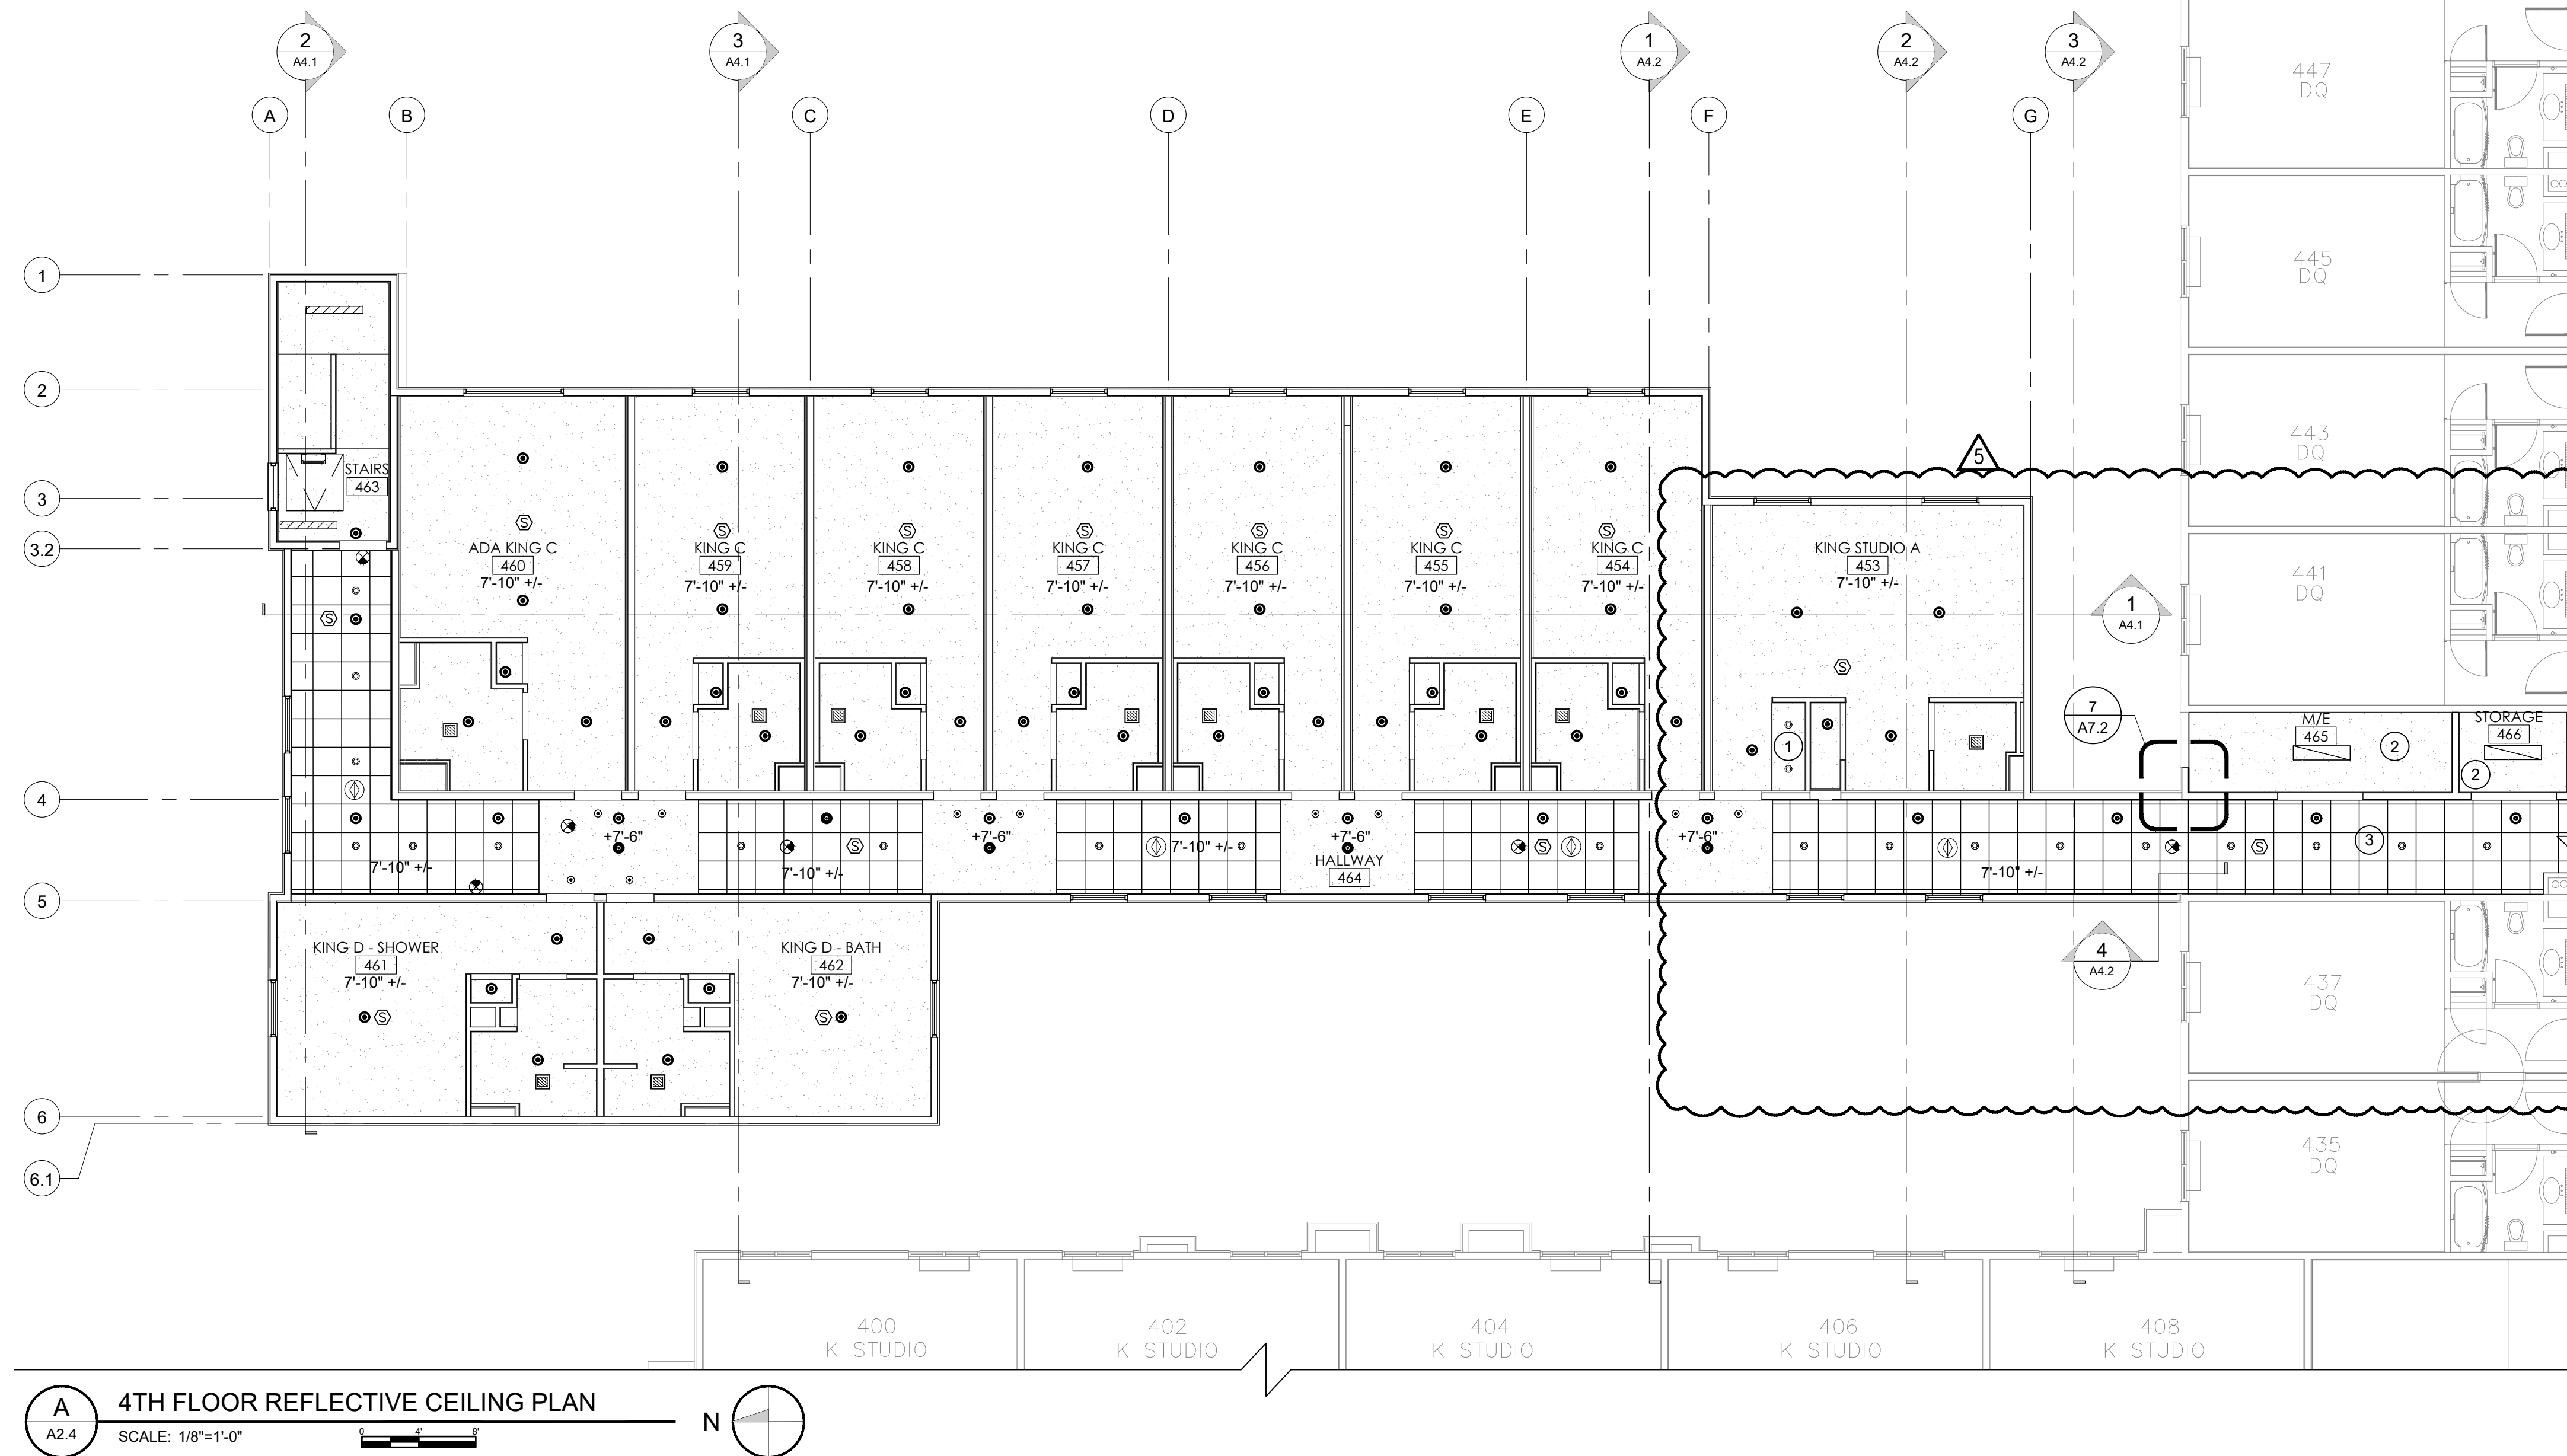 2
A4.1
3
A4.1
1
A4.2
2
A4.2
3
A4.2
A
B
C
D
E
F
G
447
DQ
445
DQ
1
2
443
DQ
5
STAIRS
463
3
3.2
S
S
S
S
S
S
S
ADA KING C
460
7'-10" +/-
KING C
459
7'-10" +/-
KING C
458
7'-10" +/-
KING C
457
7'-10" +/-
KING C
456
7'-10" +/-
KING C
455
7'-10" +/-
KING C
454
7'-10" +/-
KING STUDIO A
453
7'-10" +/-
441
DQ
1
A4.1
S
S
7
A7.2
M/E
465
2
STORAGE
466
2
1
4
+7'-6"
S
7'-10" +/-
+7'-6"
7'-10" +/-
+7'-6"
HALLWAY
464
S
+7'-6"
7'-10" +/-
S
3
7'-10" +/-
5
KING D - SHOWER
461
7'-10" +/-
S
KING D - BATH
462
7'-10" +/-
S
4
A4.2
437
DQ
6
6.1
435
DQ
400
K STUDIO
402
K STUDIO
404
K STUDIO
406
K STUDIO
408
K STUDIO
A
A2.4
4TH FLOOR REFLECTIVE CEILING PLAN
SCALE: 1/8"=1'-0"
0 4' 8'
N